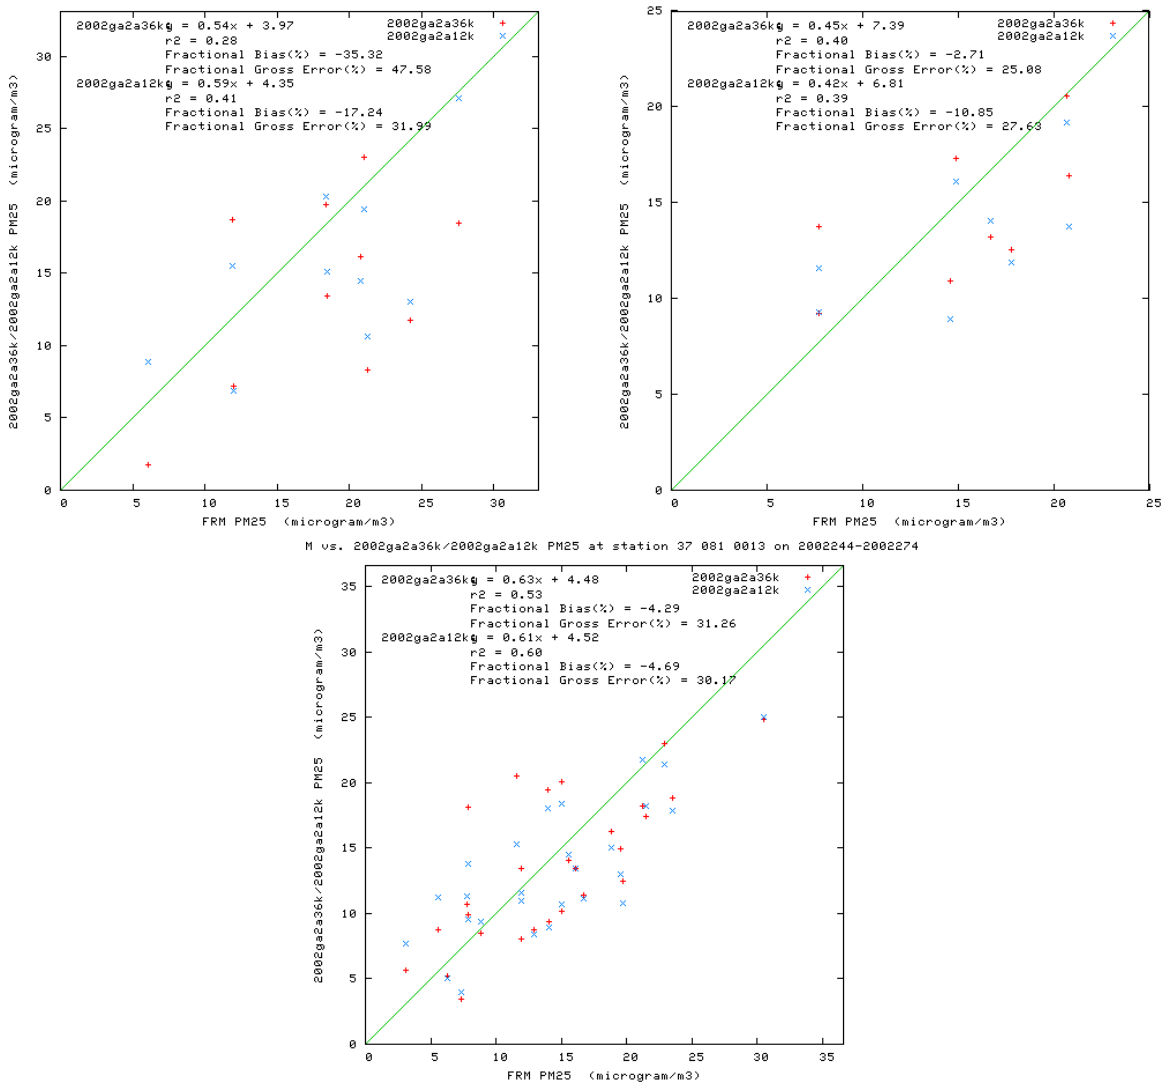 2002ga2a36k: y = 0.54x + 3.97
r2 = 0.28
Fractional Bias(%) = -35.32
Fractional Gross Error(%) = 47.58
2002ga2a12k: y = 0.59x + 4.35
r2 = 0.41
Fractional Bias(%) = -17.24
Fractional Gross Error(%) = 31.99
2002ga2a36k
2002ga2a12k
2002ga2a36k/2002ga2a12k PM25 (microgram/m3)
30
25
20
15
10
5
0
0 5 10 15 20 25 30
FRM PM25 (microgram/m3)
2002ga2a36k: y = 0.45x + 7.39
r2 = 0.40
Fractional Bias(%) = -2.71
Fractional Gross Error(%) = 25.08
2002ga2a12k: y = 0.42x + 6.81
r2 = 0.39
Fractional Bias(%) = -10.85
Fractional Gross Error(%) = 27.63
2002ga2a36k
2002ga2a12k
2002ga2a36k/2002ga2a12k PM25 (microgram/m3)
25
20
15
10
5
0
0 5 10 15 20 25
FRM PM25 (microgram/m3)
M vs. 2002ga2a36k/2002ga2a12k PM25 at station 37 081 0013 on 2002244-2002274
2002ga2a36k: y = 0.63x + 4.48
r2 = 0.53
Fractional Bias(%) = -4.29
Fractional Gross Error(%) = 31.26
2002ga2a12k: y = 0.61x + 4.52
r2 = 0.60
Fractional Bias(%) = -4.69
Fractional Gross Error(%) = 30.17
2002ga2a36k
2002ga2a12k
2002ga2a36k/2002ga2a12k PM25 (microgram/m3)
35
30
25
20
15
10
5
0
0 5 10 15 20 25 30 35
FRM PM25 (microgram/m3)